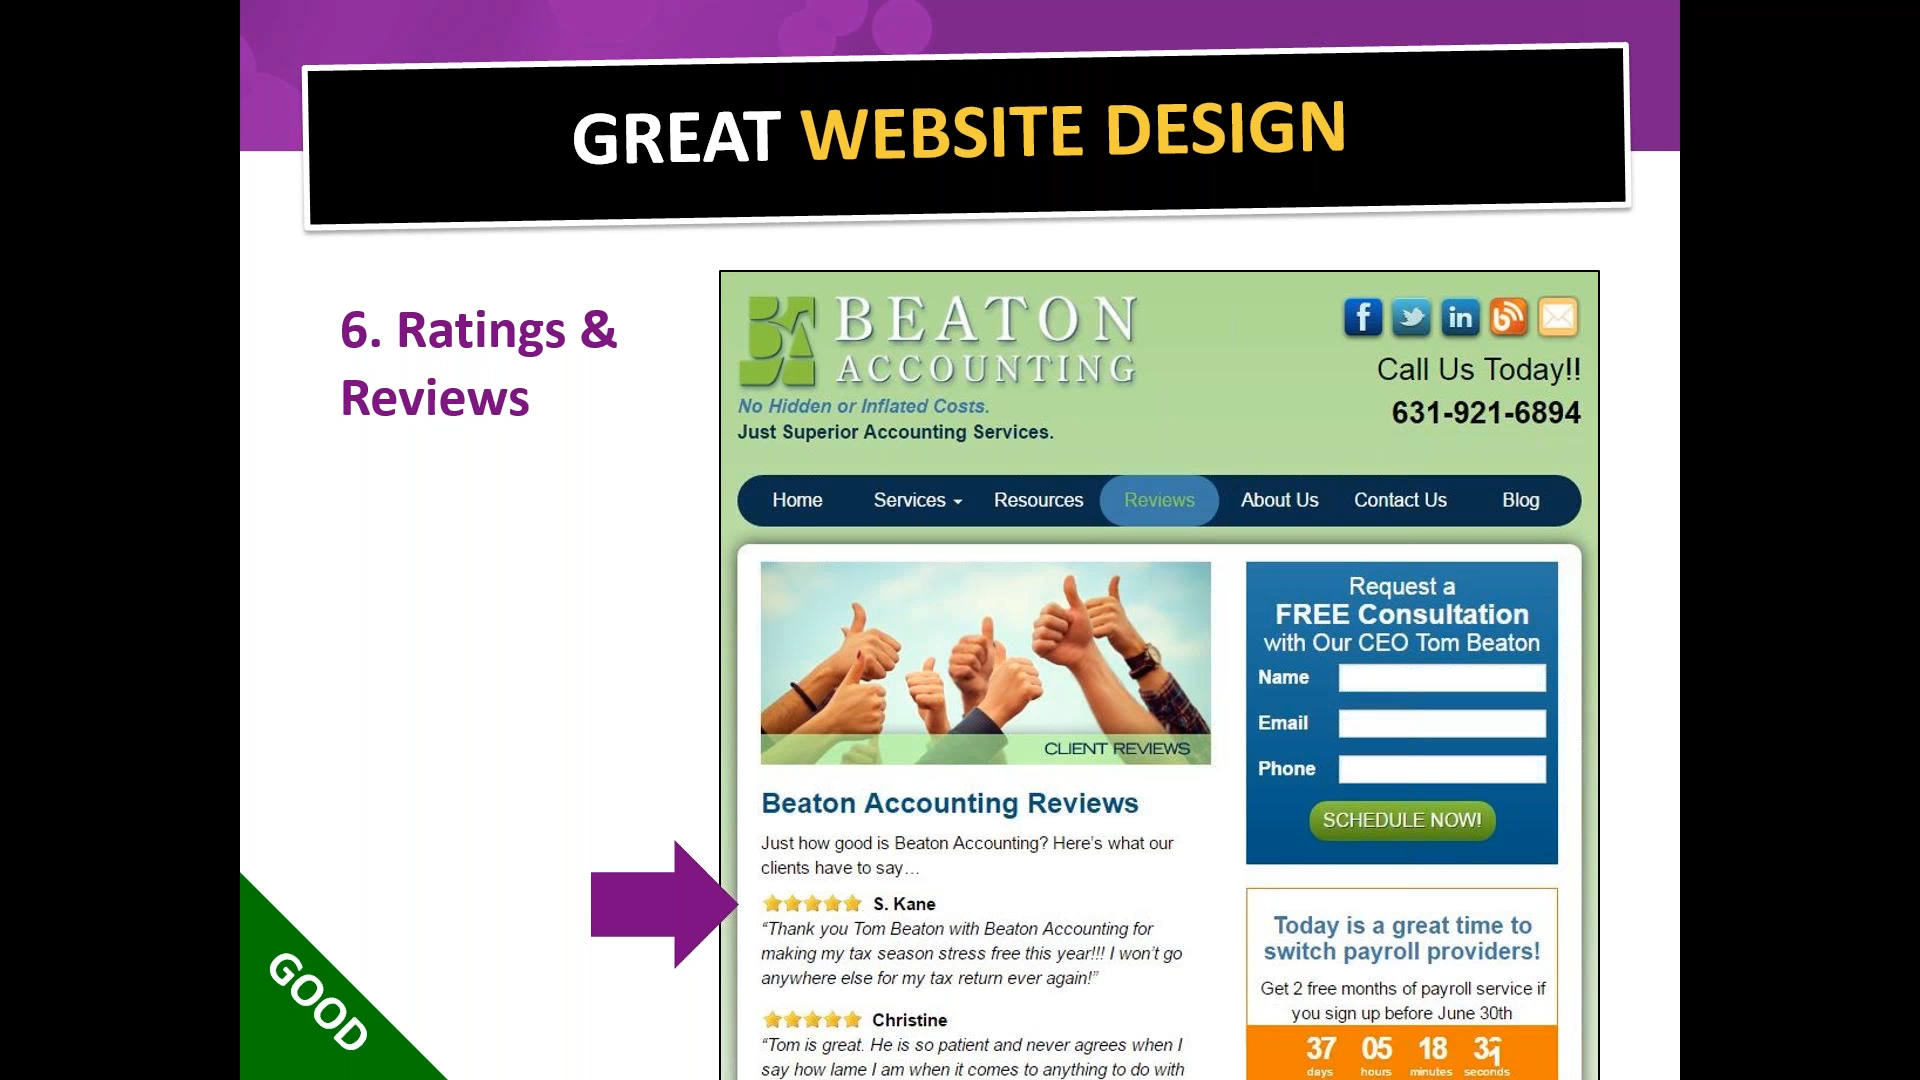 GREAT WEBSITE DESIGN
6. Ratings &
Reviews
BEATON
ACCOUNTING
No Hidden or Inflated Costs.
Just Superior Accounting Services.
Call Us Today!!
631-921-6894
Home Services Resources Reviews About Us Contact Us Blog
CLIENT REVIEWS
Beaton Accounting Reviews
Just how good is Beaton Accounting? Here's what our
clients have to say…
S. Kane
"Thank you Tom Beaton with Beaton Accounting for
making my tax season stress free this year!!! I won't go
anywhere else for my tax return ever again!"
Christine
"Tom is great. He is so patient and never agrees when I
say how lame I am when it comes to anything to do with
Request a
FREE Consultation
with Our CEO Tom Beaton
Name
Email
Phone
SCHEDULE NOW!
Today is a great time to
switch payroll providers!
Get 2 free months of payroll service if
you sign up before June 30th
37 05 18
days hours minutes seconds
GOOD